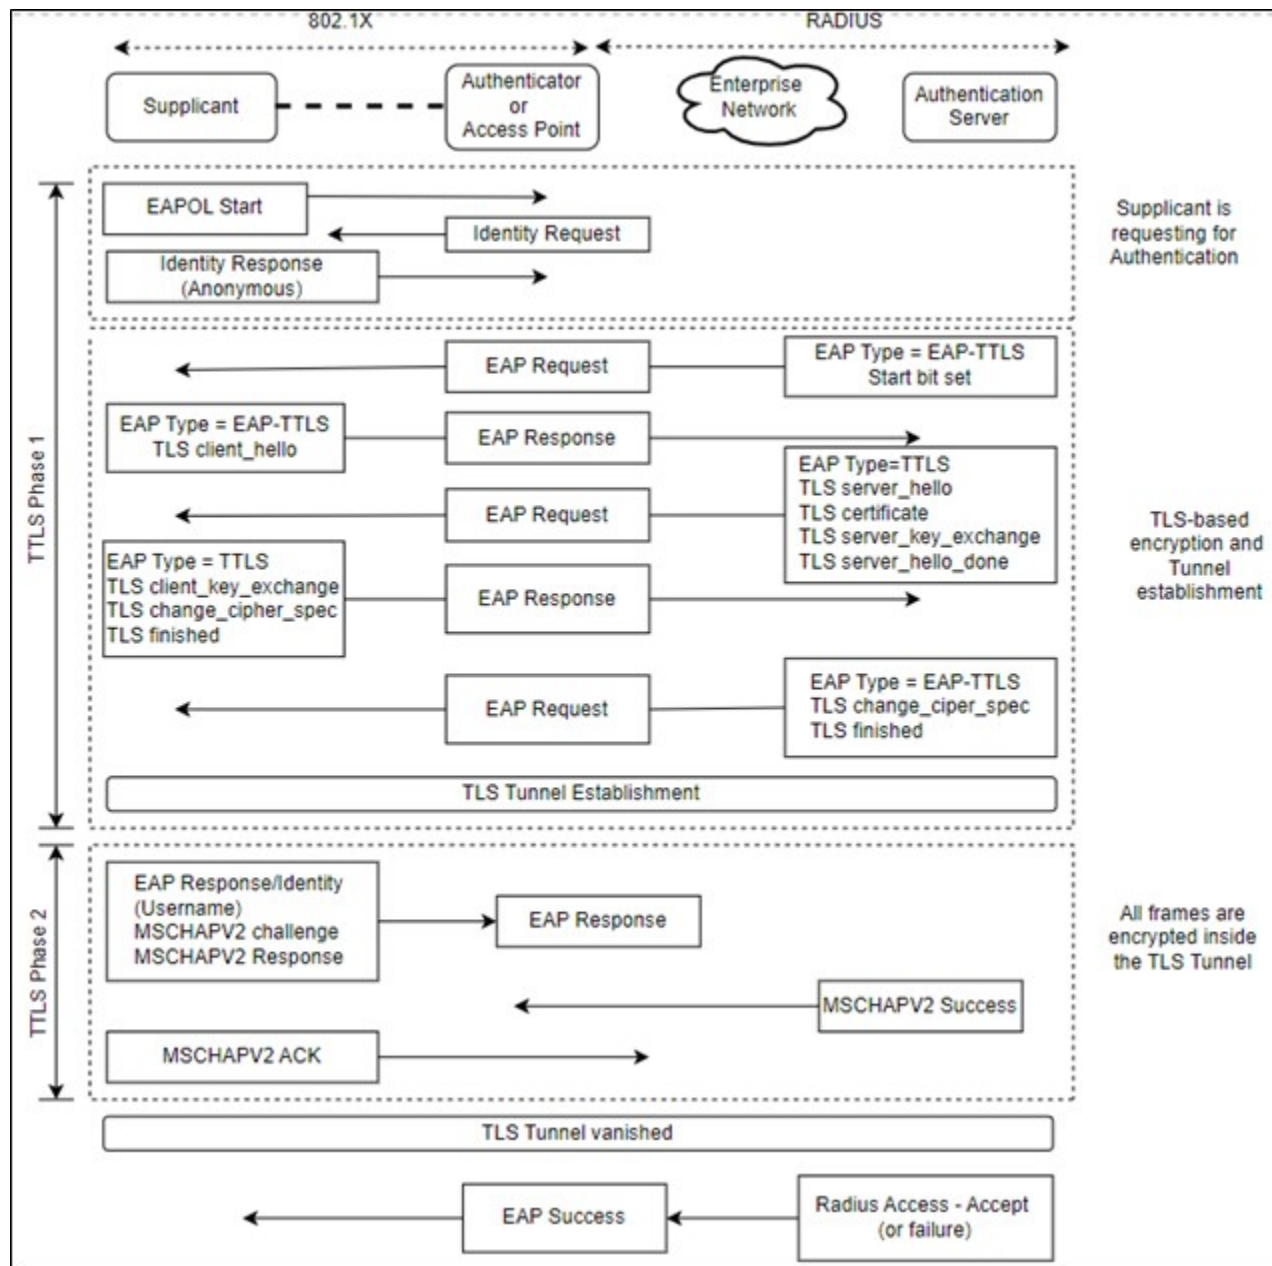 802.1X
RADIUS
Supplicant
Authenticator
or
Access Point
Enterprise
Network
Authentication
Server
TTLS Phase 1
EAPOL Start
Identity Request
Identity Response
(Anonymous)
Supplicant is
requesting for
Authentication
EAP Request
EAP Type = EAP-TTLS
Start bit set
EAP Type = EAP-TTLS
TLS client_hello
EAP Response
EAP Type=TTLS
TLS server_hello
TLS certificate
TLS server_key_exchange
TLS server_hello_done
EAP Request
EAP Type = TTLS
TLS client_key_exchange
TLS change_cipher_spec
TLS finished
EAP Response
TLS-based
encryption and
Tunnel
establishment
EAP Request
EAP Type = EAP-TTLS
TLS change_ciper_spec
TLS finished
TLS Tunnel Establishment
TTLS Phase 2
EAP Response/Identity
(Username)
MSCHAPV2 challenge
MSCHAPV2 Response
EAP Response
All frames are
encrypted inside
the TLS Tunnel
MSCHAPV2 Success
MSCHAPV2 ACK
TLS Tunnel vanished
EAP Success
Radius Access - Accept
(or failure)